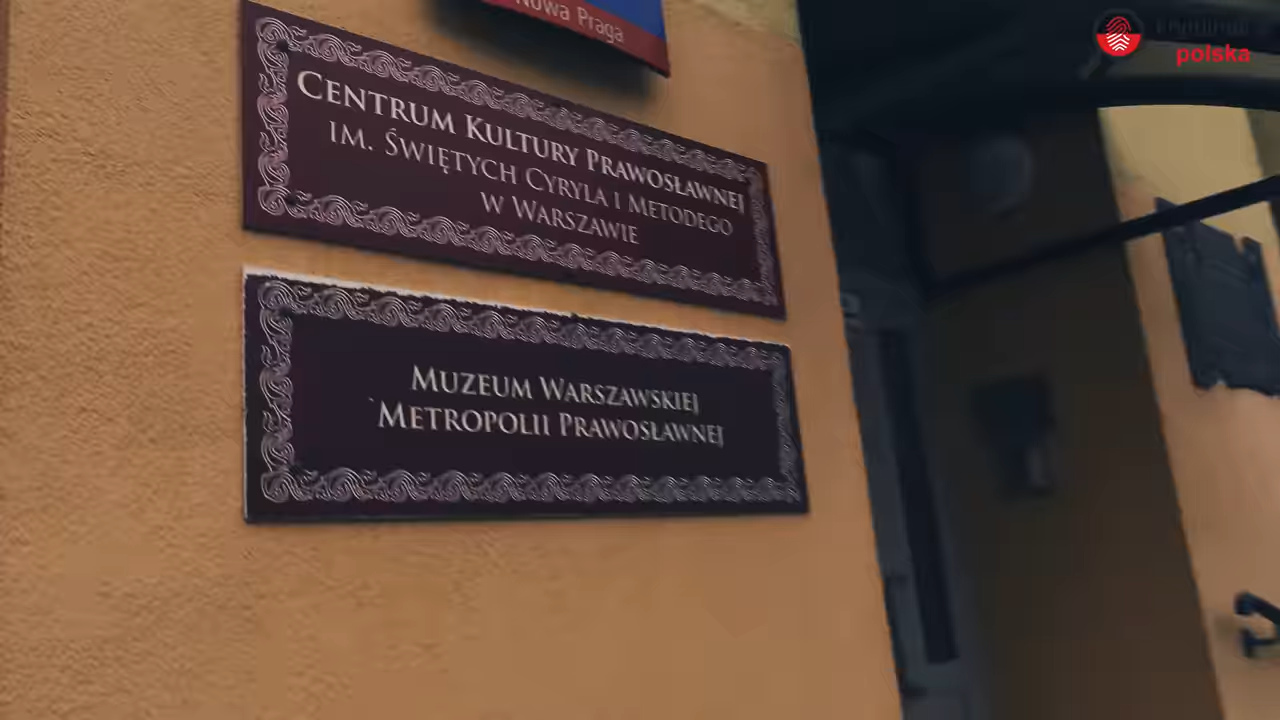 Nowa Praga
CENTRUM KULTURY PRAWOSŁAWNEJ
IM. ŚWIĘTYCH CYRYLA I METODEGO
W WARSZAWIE
MUZEUM WARSZAWSKIEJ
METROPOLII PRAWOSŁAWNEJ
polska